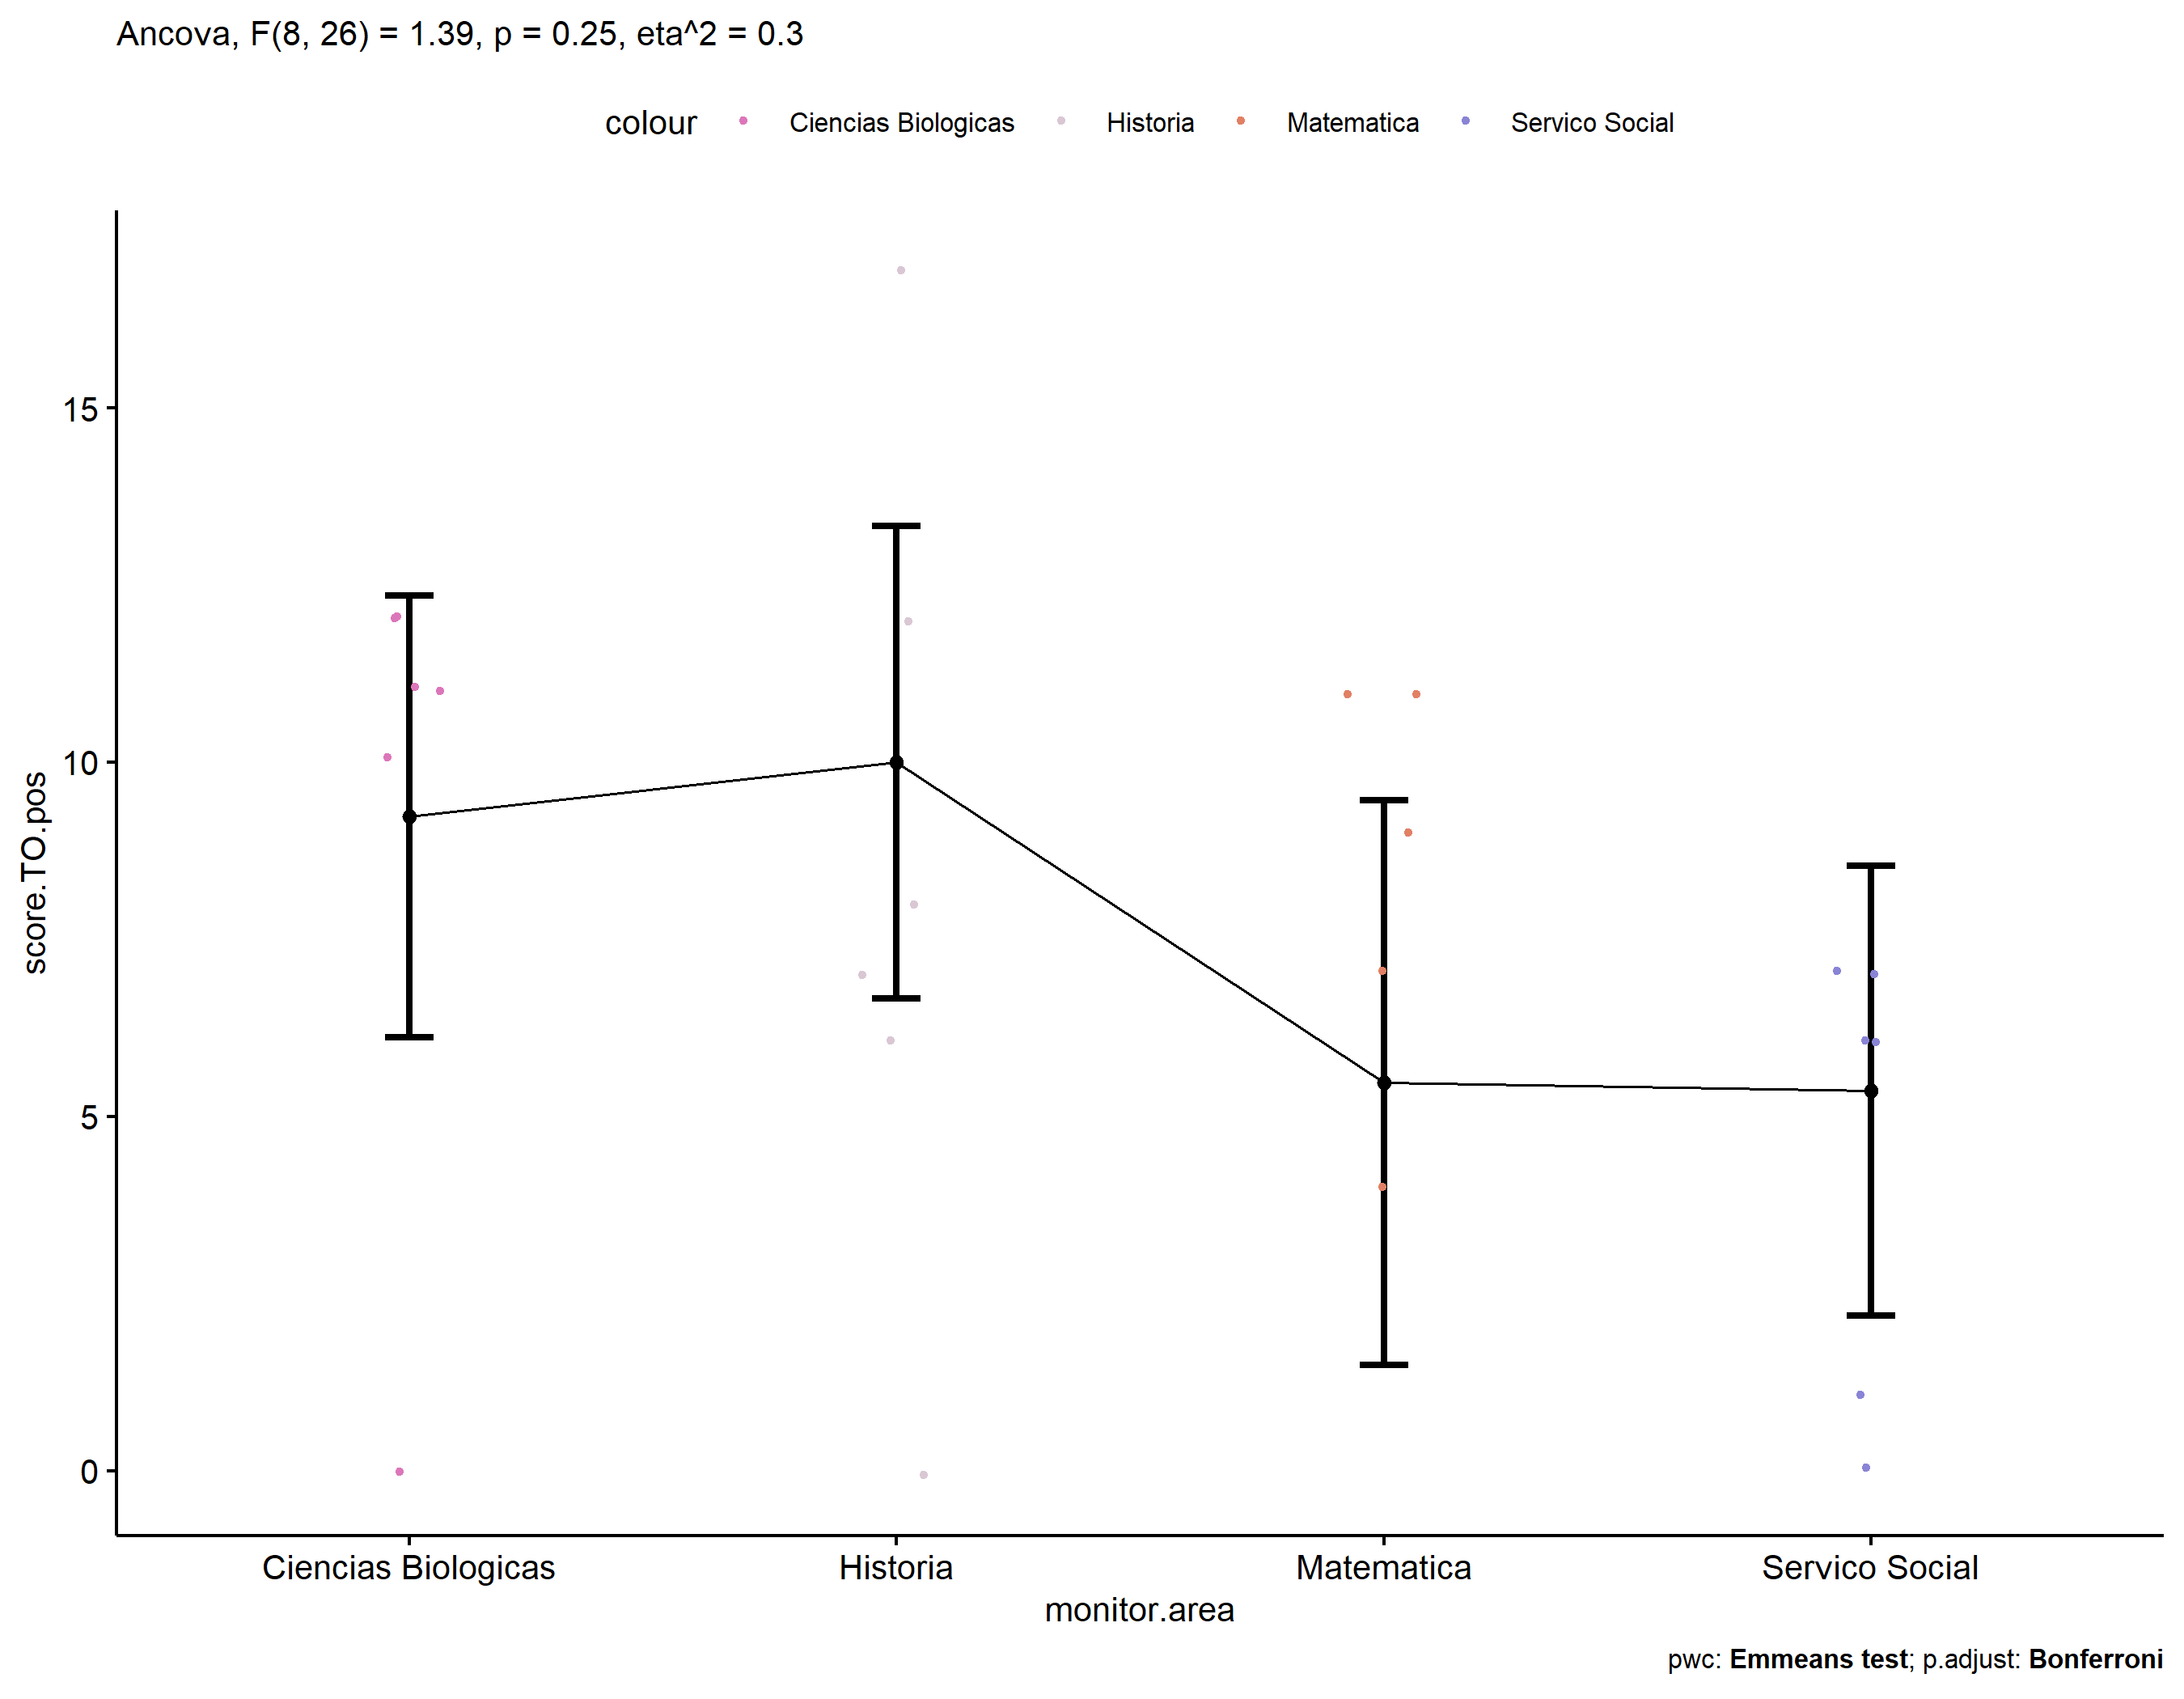 Ancova, F(8, 26) = 1.39, p = 0.25, eta^2 = 0.3
colour Ciencias Biologicas Historia Matematica Servico Social
score.TO.pos
15
10
5
0
Ciencias Biologicas Historia Matematica Servico Social
monitor.area
pwc: Emmeans test; p.adjust: Bonferroni